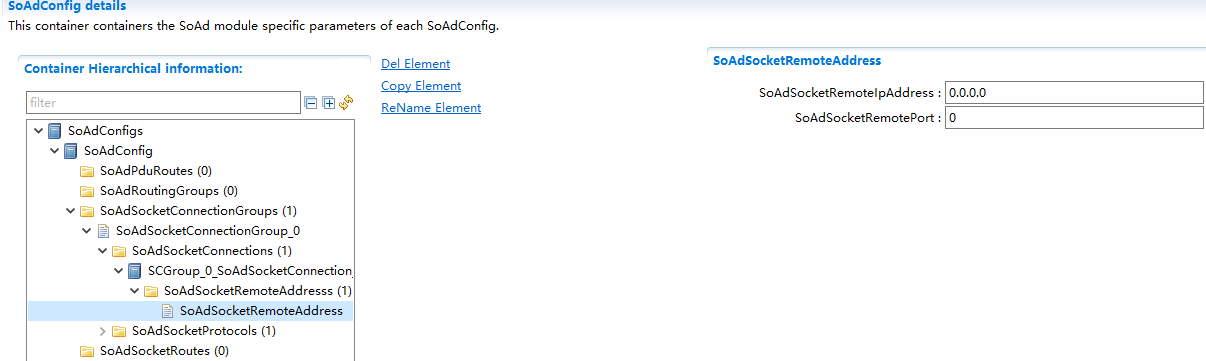 SoAdConfig details
This container containers the SoAd module specific parameters of each SoAdConfig.
Container Hierarchical information:
filter
Del Element
Copy Element
ReName Element
SoAdConfigs
SoAdConfig
SoAdPduRoutes (0)
SoAdRoutingGroups (0)
SoAdSocketConnectionGroups (1)
SoAdSocketConnectionGroup_0
SoAdSocketConnections (1)
SCGroup_0_SoAdSocketConnection_
SoAdSocketRemoteAddresss (1)
SoAdSocketRemoteAddress
SoAdSocketProtocols (1)
SoAdSocketRoutes (0)
SoAdSocketRemoteAddress
SoAdSocketRemoteIpAddress : 0.0.0.0
SoAdSocketRemotePort : 0